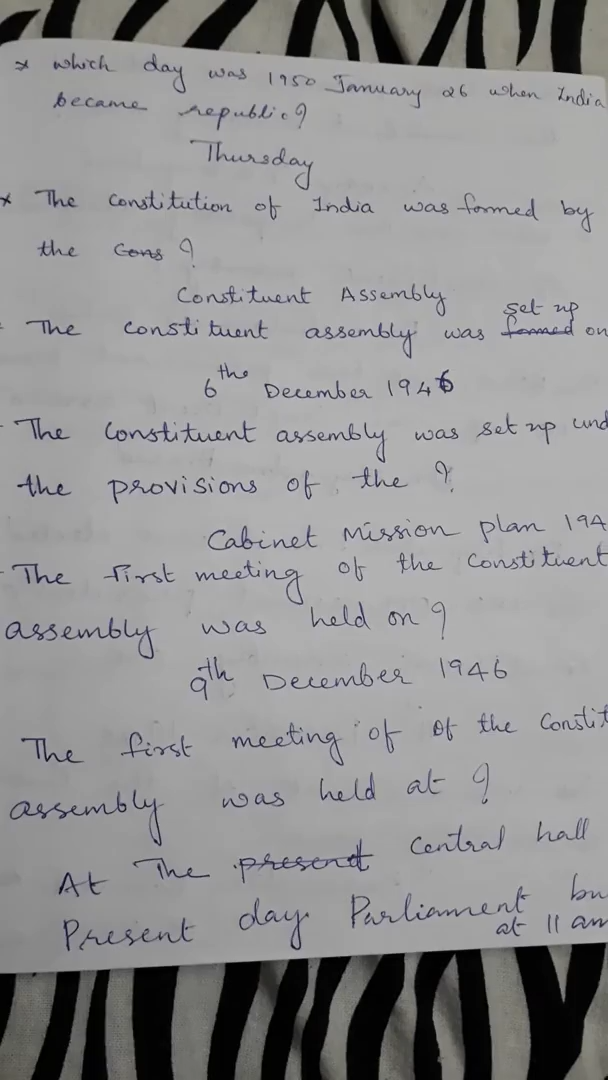 * which day was 1950 January 26 when India
became republic?
Thursday
* The constitution of India was formed by
the Cons ?
Constituent Assembly
The constituent assembly was formed set up on
6th December 1946
The Constituent assembly was set up und
the provisions of the ?
Cabinet Mission plan 194
The first meeting of the Constituent
assembly was held on ?
9th December 1946
The first meeting of of the Constit
assembly was held at ?
At The present Central hall
Present day Parliament bu
at 11 am